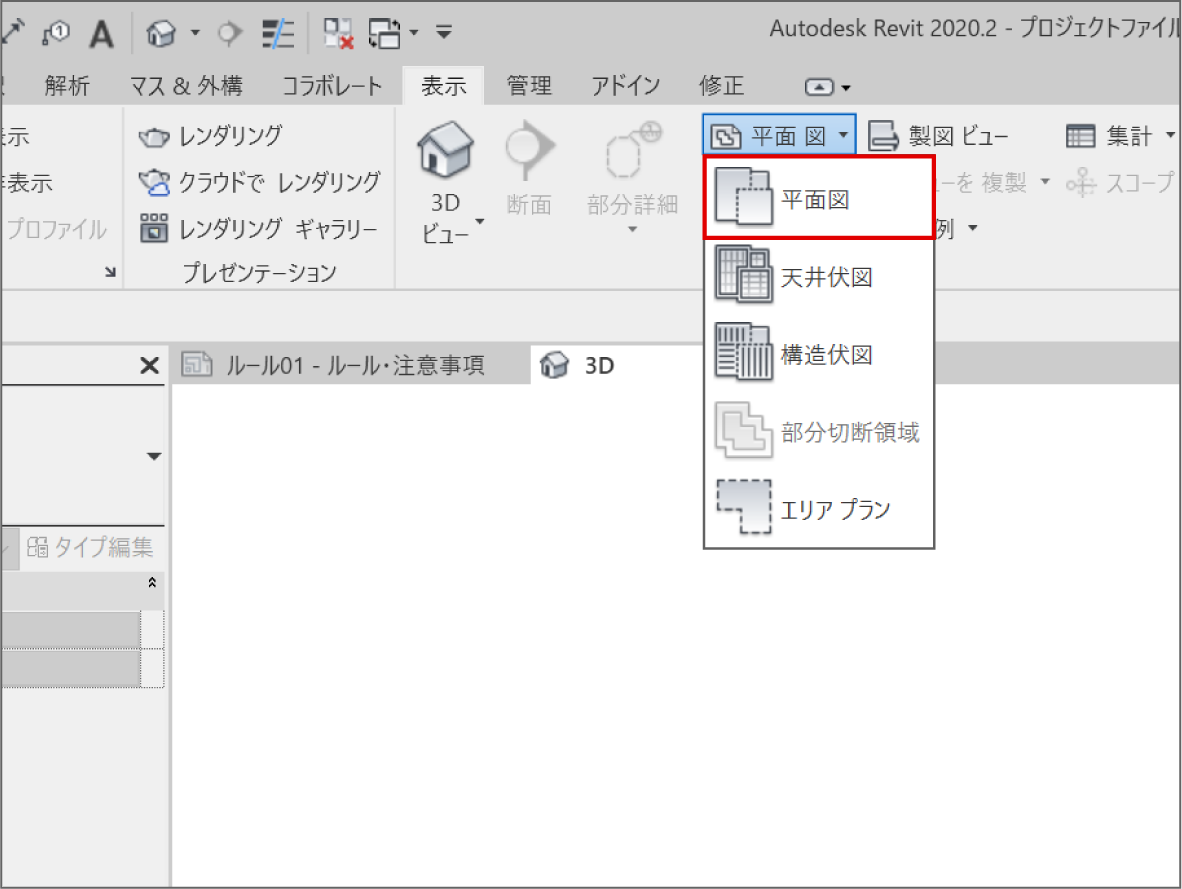 A
Autodesk Revit 2020.2 - プロジェクトファイル
解析 マス & 外構 コラボレート 表示 管理 アドイン 修正
表示
レンダリング
平面 図
製図 ビュー
集計
表示
クラウドで レンダリング
ーを 複製
スコープ
プロファイル
レンダリング ギャラリー
例
プレゼンテーション
3D
ビュー
断面
部分詳細
平面図
天井伏図
構造伏図
部分切断領域
エリア プラン
ルール01 - ルール・注意事項
3D
タイプ編集